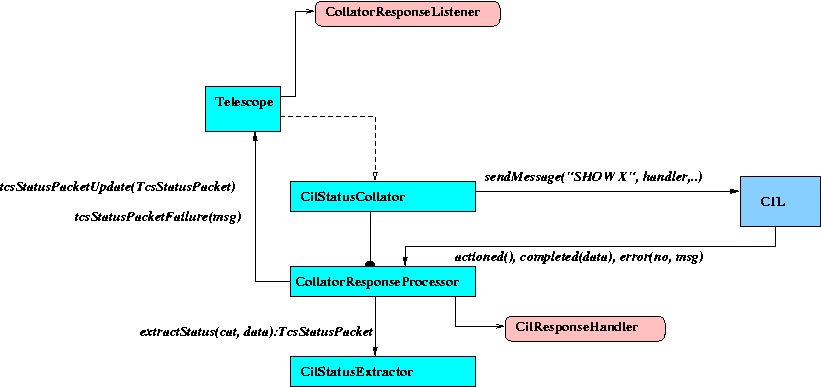 CollatorResponseListener
Telescope
tcsStatusPacketUpdate(TcsStatusPacket)
sendMessage("SHOW X", handler,..)
CilStatusCollator
CIL
tcsStatusPacketFailure(msg)
actioned(), completed(data), error(no, msg)
CollatorResponseProcessor
extractStatus(cat, data):TcsStatusPacket
CilResponseHandler
CilStatusExtractor